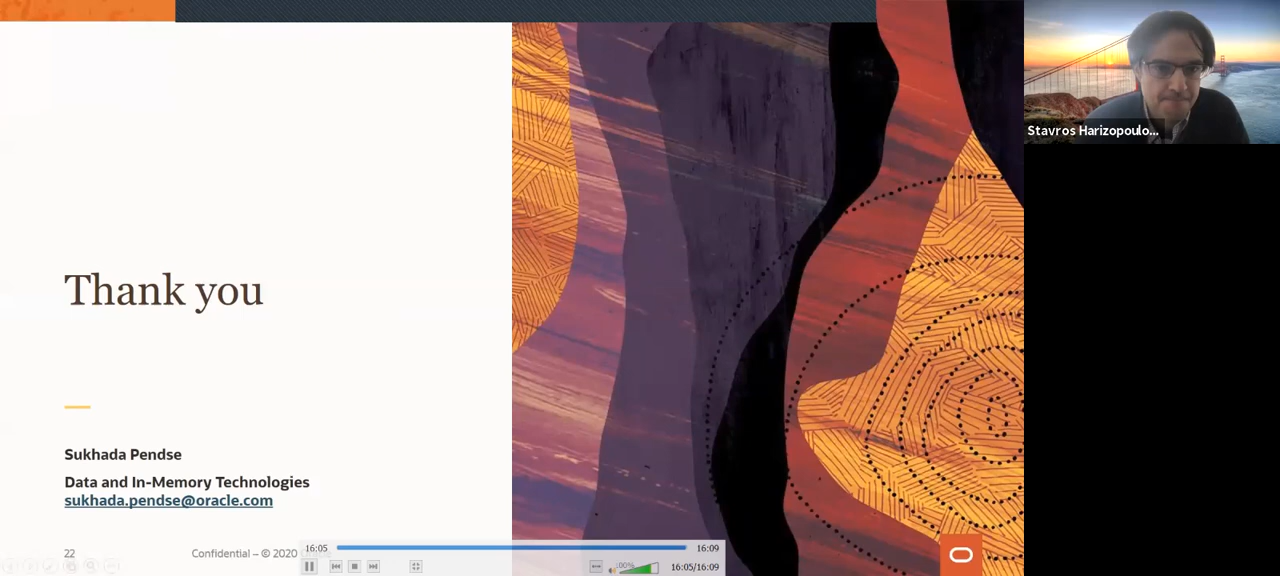 Thank you
Sukhada Pendse
Data and In-Memory Technologies
sukhada.pendse@oracle.com
22
Confidential – © 2020
16:05
16:09
100%
16:05/16:09
Stavros Harizopoulo...